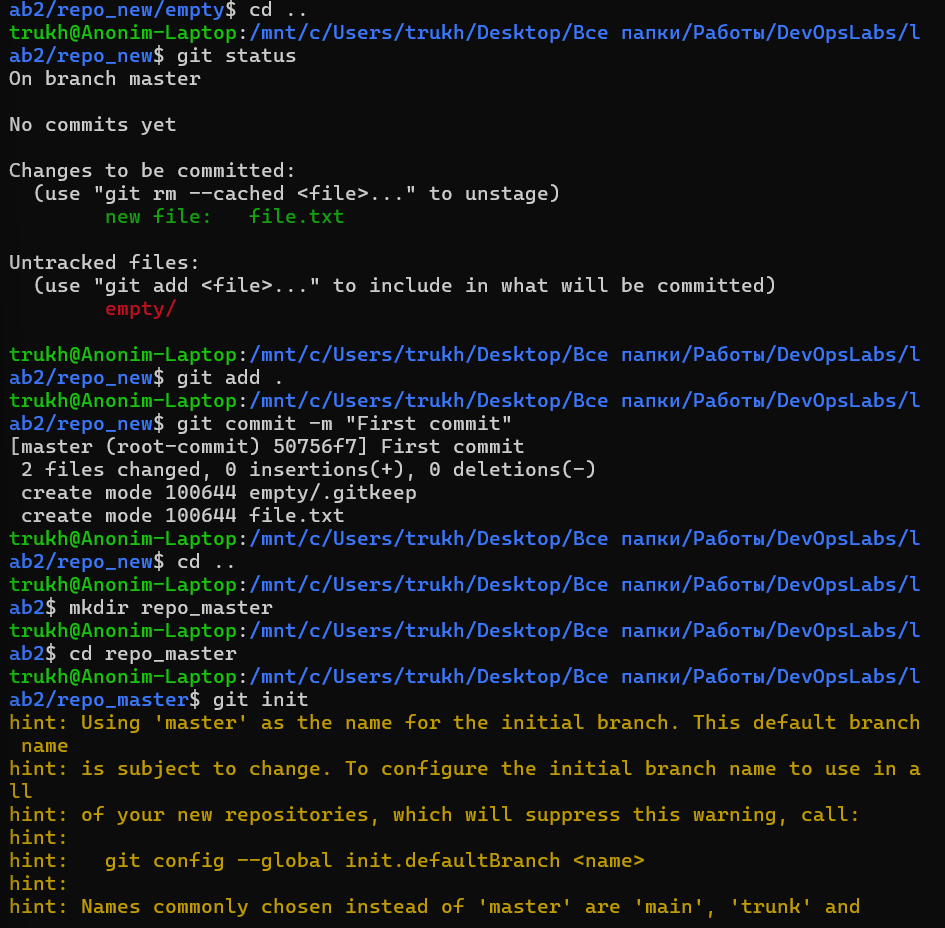 ab2/repo_new/empty$ cd ..
trukh@Anonim-Laptop:/mnt/c/Users/trukh/Desktop/Все папки/Работы/DevOpsLabs/l
ab2/repo_new$ git status
On branch master
No commits yet
Changes to be committed:
  (use "git rm --cached <file>..." to unstage)
        new file:   file.txt
Untracked files:
  (use "git add <file>..." to include in what will be committed)
        empty/
trukh@Anonim-Laptop:/mnt/c/Users/trukh/Desktop/Все папки/Работы/DevOpsLabs/l
ab2/repo_new$ git add .
trukh@Anonim-Laptop:/mnt/c/Users/trukh/Desktop/Все папки/Работы/DevOpsLabs/l
ab2/repo_new$ git commit -m "First commit"
[master (root-commit) 50756f7] First commit
 2 files changed, 0 insertions(+), 0 deletions(-)
 create mode 100644 empty/.gitkeep
 create mode 100644 file.txt
trukh@Anonim-Laptop:/mnt/c/Users/trukh/Desktop/Все папки/Работы/DevOpsLabs/l
ab2/repo_new$ cd ..
trukh@Anonim-Laptop:/mnt/c/Users/trukh/Desktop/Все папки/Работы/DevOpsLabs/l
ab2$ mkdir repo_master
trukh@Anonim-Laptop:/mnt/c/Users/trukh/Desktop/Все папки/Работы/DevOpsLabs/l
ab2$ cd repo_master
trukh@Anonim-Laptop:/mnt/c/Users/trukh/Desktop/Все папки/Работы/DevOpsLabs/l
ab2/repo_master$ git init
hint: Using 'master' as the name for the initial branch. This default branch
 name
hint: is subject to change. To configure the initial branch name to use in a
ll
hint: of your new repositories, which will suppress this warning, call:
hint:
hint:   git config --global init.defaultBranch <name>
hint:
hint: Names commonly chosen instead of 'master' are 'main', 'trunk' and